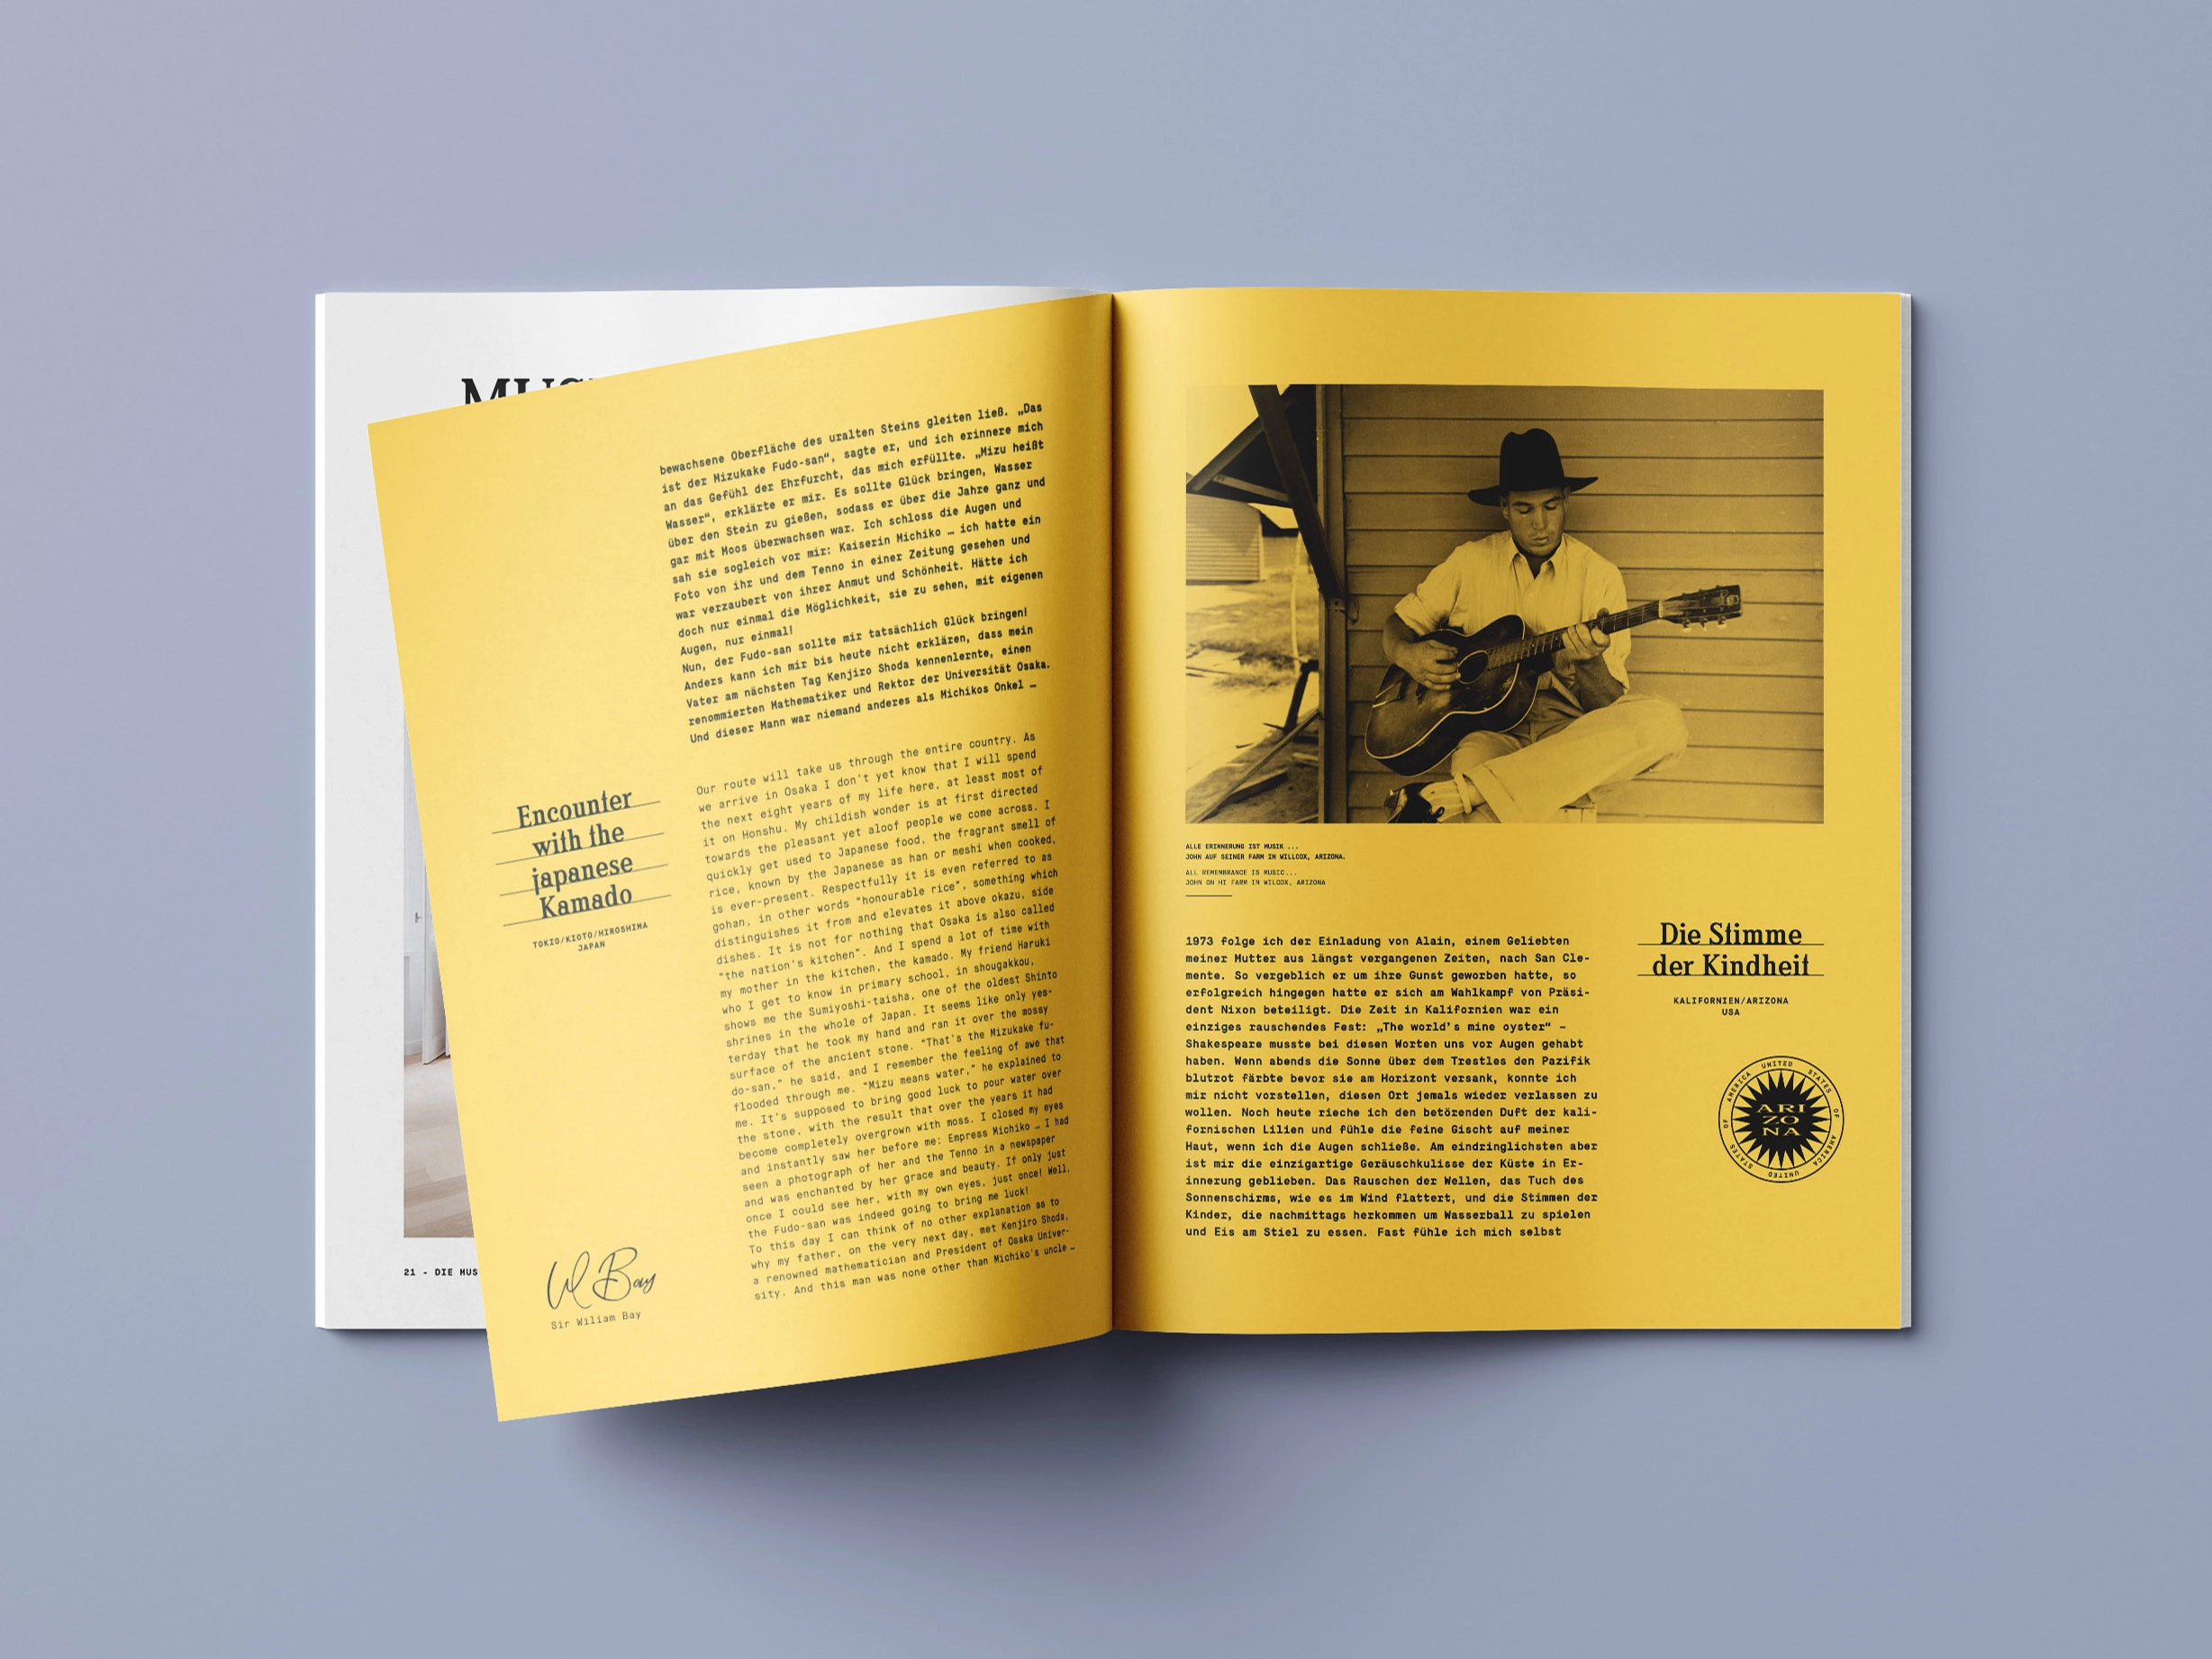 bewachsene Oberfläche des uralten Steins gleiten ließ. „Das
ist der Mizukake Fudo-san“, sagte er, und ich erinnere mich
an das Gefühl der Ehrfurcht, das mich erfüllte. „Mizu heißt
Wasser“, erklärte er mir. Es sollte Glück bringen, Wasser
über den Stein zu gießen, sodass er über die Jahre ganz und
gar mit Moos überwachsen war. Ich schloss die Augen und
sah sie sogleich vor mir: Kaiserin Michiko … ich hatte ein
Foto von ihr und dem Tenno in einer Zeitung gesehen und
war verzaubert von ihrer Anmut und Schönheit. Hätte ich
doch nur einmal die Möglichkeit, sie zu sehen, mit eigenen
Augen, nur einmal!
Nun, der Fudo-san sollte mir tatsächlich Glück bringen!
Anders kann ich mir bis heute nicht erklären, dass mein
Vater am nächsten Tag Kenjiro Shoda kennenlernte, einen
renommierten Mathematiker und Rektor der Universität Osaka.
Und dieser Mann war niemand anderes als Michikos Onkel …
Encounter
with the
japanese
Kamado
TOKIO/KIOTO/HIROSHIMA
JAPAN
Our route will take us through the entire country. As
we arrive in Osaka I don't yet know that I will spend
the next eight years of my life here, at least most of
it on Honshu. My childish wonder is at first directed
towards the pleasant yet aloof people we come across. I
quickly get used to Japanese food, the fragrant smell of
rice, known by the Japanese as han or meshi when cooked,
is ever-present. Respectfully it is even referred to as
gohan, in other words "honourable rice", something which
distinguishes it from and elevates it above okazu, side
dishes. It is not for nothing that Osaka is also called
"the nation's kitchen". And I spend a lot of time with
my mother in the kitchen, the kamado. My friend Haruki
who I get to know in primary school, in shougakkou,
shows me the Sumiyoshi-taisha, one of the oldest Shinto
shrines in the whole of Japan. It seems like only yes-
terday that he took my hand and ran it over the mossy
surface of the ancient stone. "That's the Mizukake fu-
do-san," he said, and I remember the feeling of awe that
flooded through me. "Mizu means water," he explained to
me. It's supposed to bring good luck to pour water over
the stone, with the result that over the years it had
become completely overgrown with moss. I closed my eyes
and instantly saw her before me: Empress Michiko … I had
seen a photograph of her and the Tenno in a newspaper
and was enchanted by her grace and beauty. If only just
once I could see her, with my own eyes, just once! Well,
the Fudo-san was indeed going to bring me luck!
To this day I can think of no other explanation as to
why my father, on the very next day, met Kenjiro Shoda,
a renowned mathematician and President of Osaka Univer-
sity. And this man was none other than Michiko's uncle …
W Bay
Sir Wiliam Bay
21 - DIE MUS
ALLE ERINNERUNG IST MUSIK ...
JOHN AUF SEINER FARM IN WILLCOX, ARIZONA.
ALL REMEMBRANCE IS MUSIC...
JOHN ON HI FARM IN WILCOX, ARIZONA
1973 folge ich der Einladung von Alain, einem Geliebten
meiner Mutter aus längst vergangenen Zeiten, nach San Cle-
mente. So vergeblich er um ihre Gunst geworben hatte, so
erfolgreich hingegen hatte er sich am Wahlkampf von Präsi-
dent Nixon beteiligt. Die Zeit in Kalifornien war ein
einziges rauschendes Fest: „The world's mine oyster“ –
Shakespeare musste bei diesen Worten uns vor Augen gehabt
haben. Wenn abends die Sonne über dem Trestles den Pazifik
blutrot färbte bevor sie am Horizont versank, konnte ich
mir nicht vorstellen, diesen Ort jemals wieder verlassen zu
wollen. Noch heute rieche ich den betörenden Duft der kali-
fornischen Lilien und fühle die feine Gischt auf meiner
Haut, wenn ich die Augen schließe. Am eindringlichsten aber
ist mir die einzigartige Geräuschkulisse der Küste in Er-
innerung geblieben. Das Rauschen der Wellen, das Tuch des
Sonnenschirms, wie es im Wind flattert, und die Stimmen der
Kinder, die nachmittags herkommen um Wasserball zu spielen
und Eis am Stiel zu essen. Fast fühle ich mich selbst
Die Stimme
der Kindheit
KALIFORNIEN/ARIZONA
USA
UNITED STATES OF AMERICA UNITED STATES OF AMERICA
ARI
ZO
NA